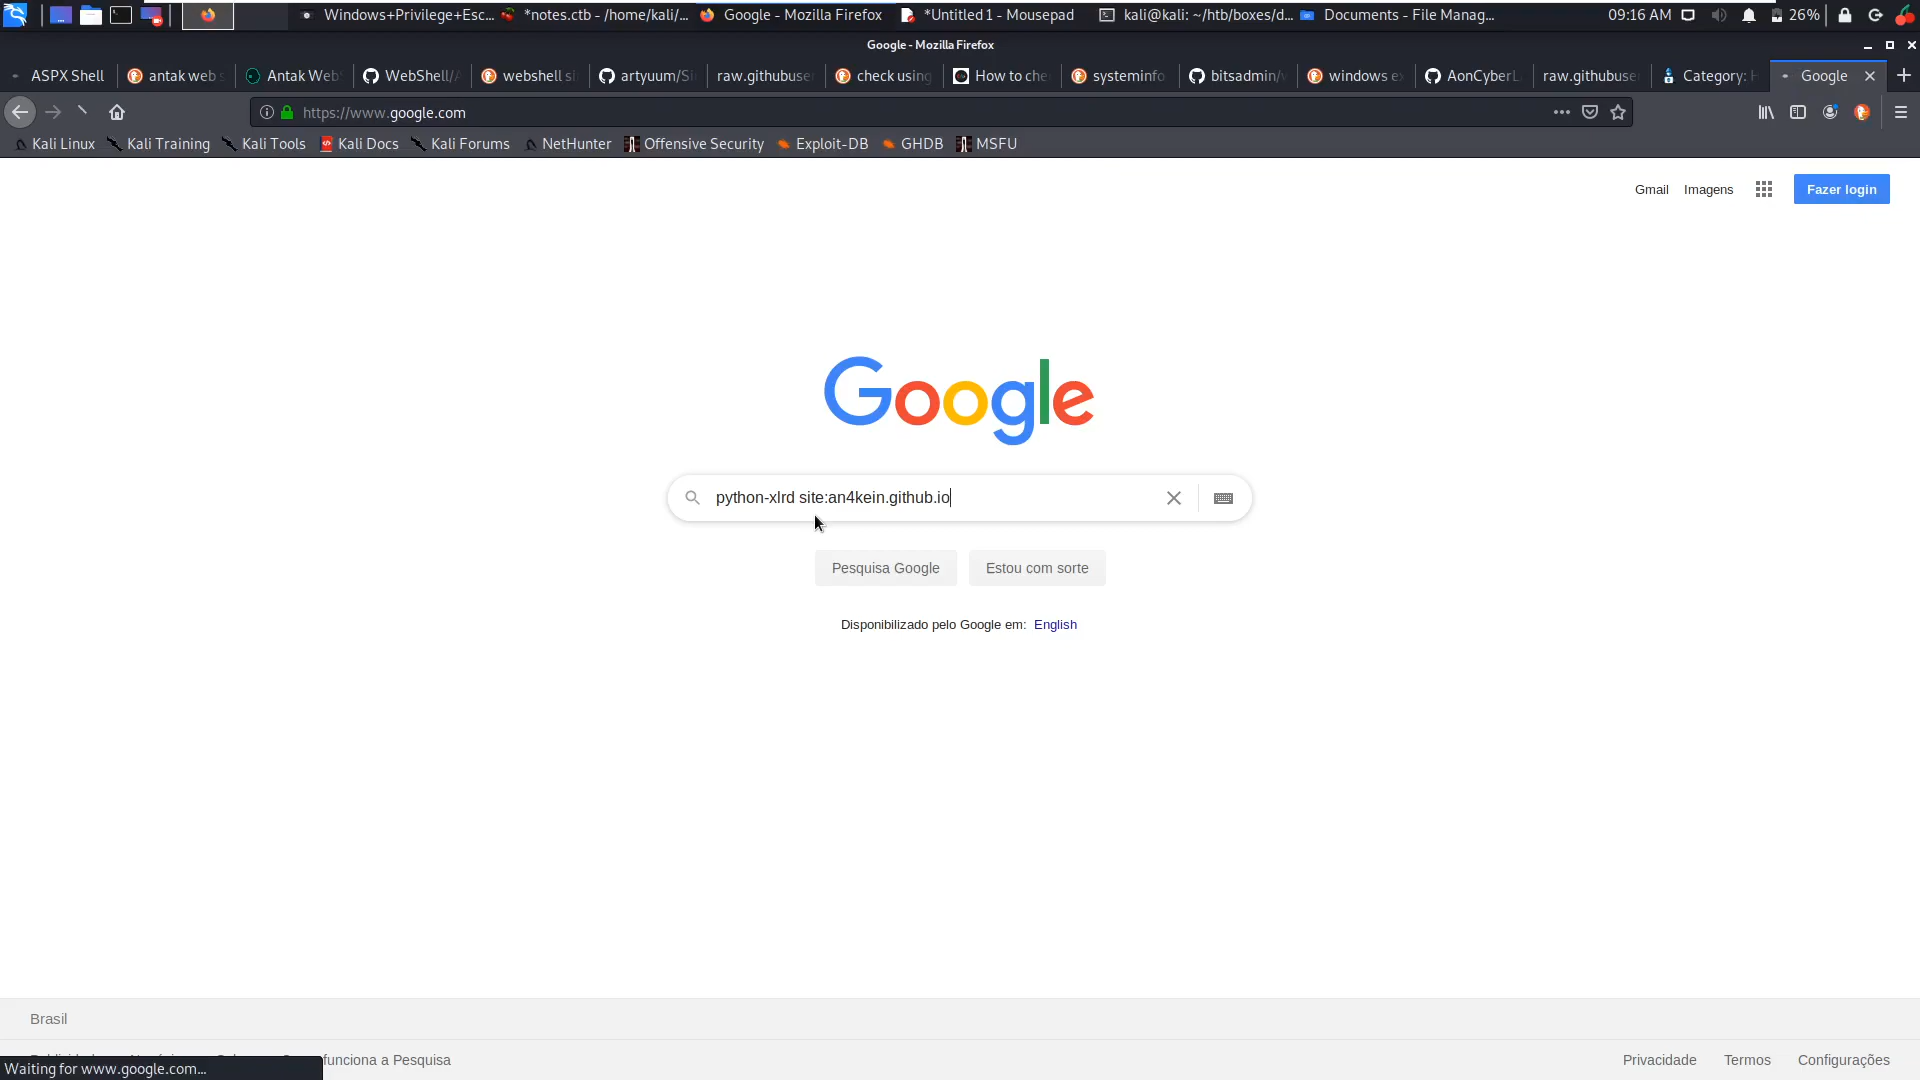 Windows+Privilege+Esc... *notes.ctb - /home/kali/... Google - Mozilla Firefox *Untitled 1 - Mousepad kali@kali: ~/htb/boxes/d... Documents - File Manag... 09:16 AM 26%
Google - Mozilla Firefox
ASPX Shell antak web s Antak Web WebShell/A webshell si artyuum/Si raw.githubuse check using How to che systeminfo bitsadmin/ windows ex AonCyberL raw.githubuse Category: H Google
https://www.google.com
Kali Linux Kali Training Kali Tools Kali Docs Kali Forums NetHunter Offensive Security Exploit-DB GHDB MSFU
Gmail Imagens Fazer login
Google
python-xlrd site:an4kein.github.io
Pesquisa Google Estou com sorte
Disponibilizado pelo Google em: English
Brasil
funciona a Pesquisa Privacidade Termos Configurações
Waiting for www.google.com...